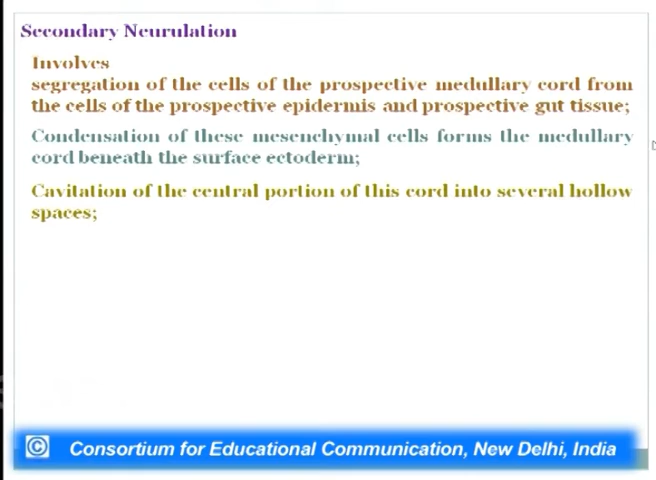 Secondary Neurulation
Involves
segregation of the cells of the prospective medullary cord from
the cells of the prospective epidermis and prospective gut tissue;
Condensation of these mesenchymal cells forms the medullary
cord beneath the surface ectoderm;
Cavitation of the central portion of this cord into several hollow
spaces;
© Consortium for Educational Communication, New Delhi, India